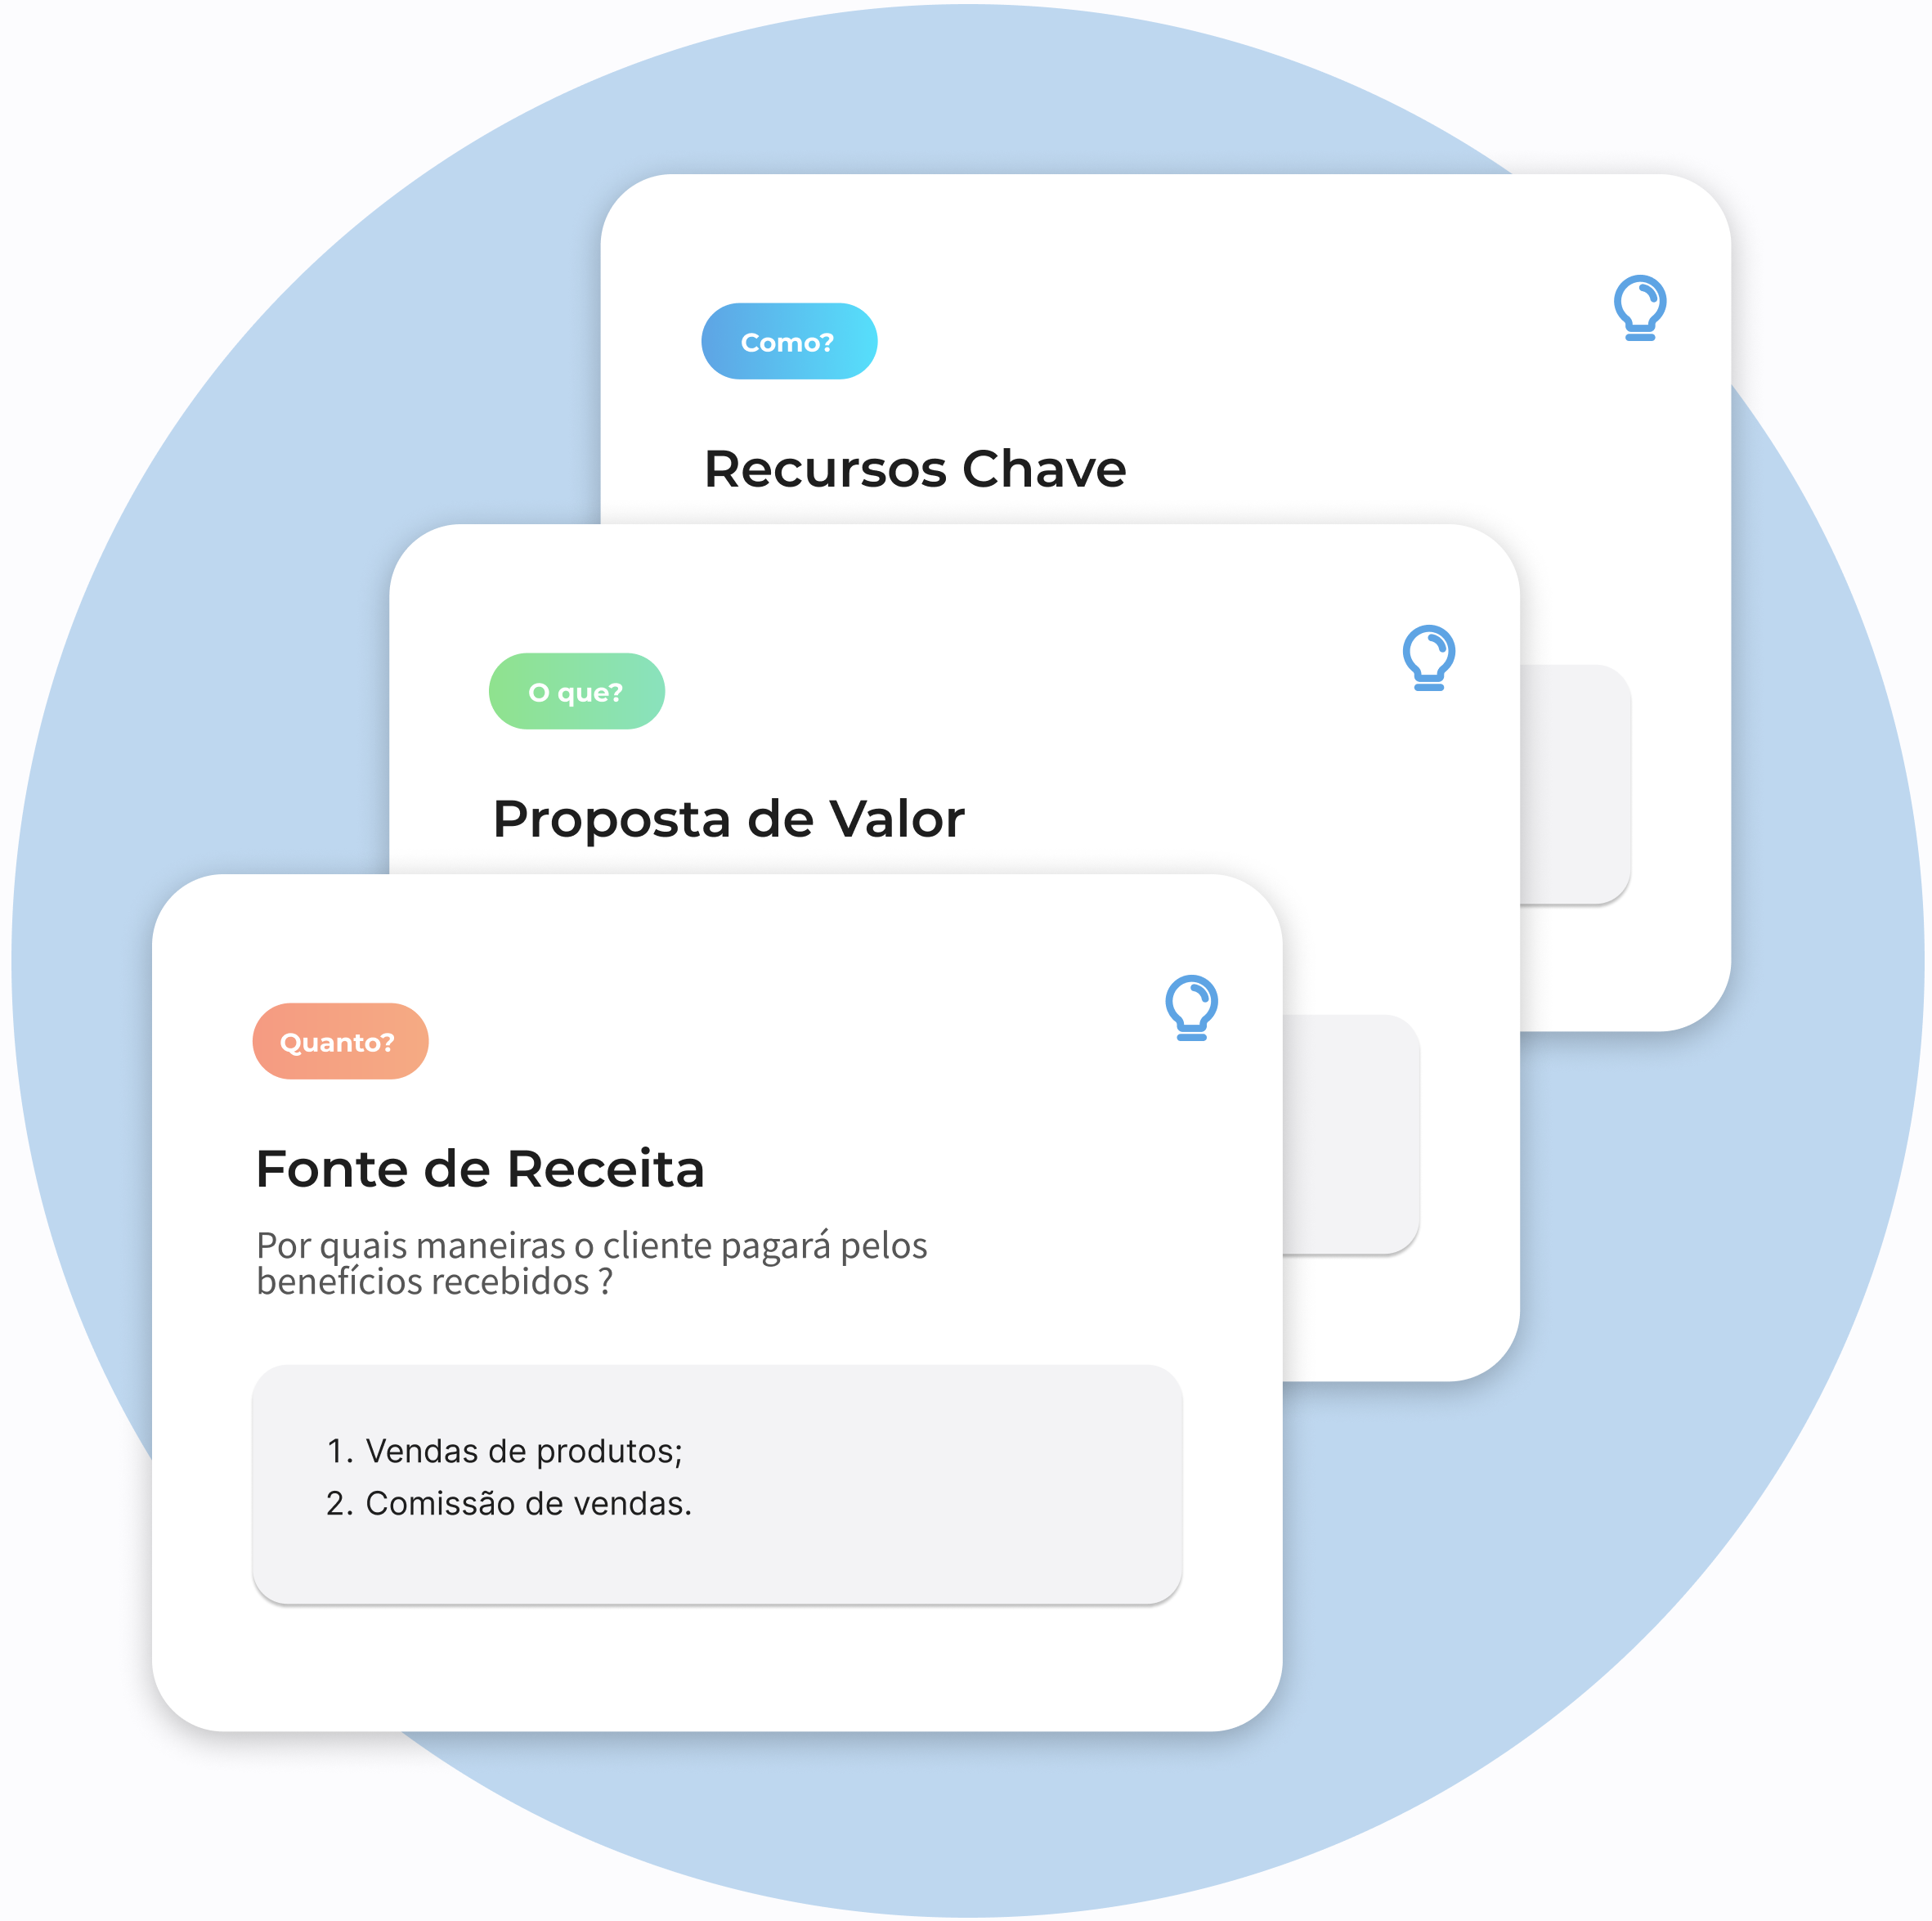 Como?
Recursos Chave
O que?
Proposta de Valor
Quanto?
Fonte de Receita
Por quais maneiras o cliente pagará pelos
benefícios recebidos ?
1. Vendas de produtos;
2. Comissão de vendas.